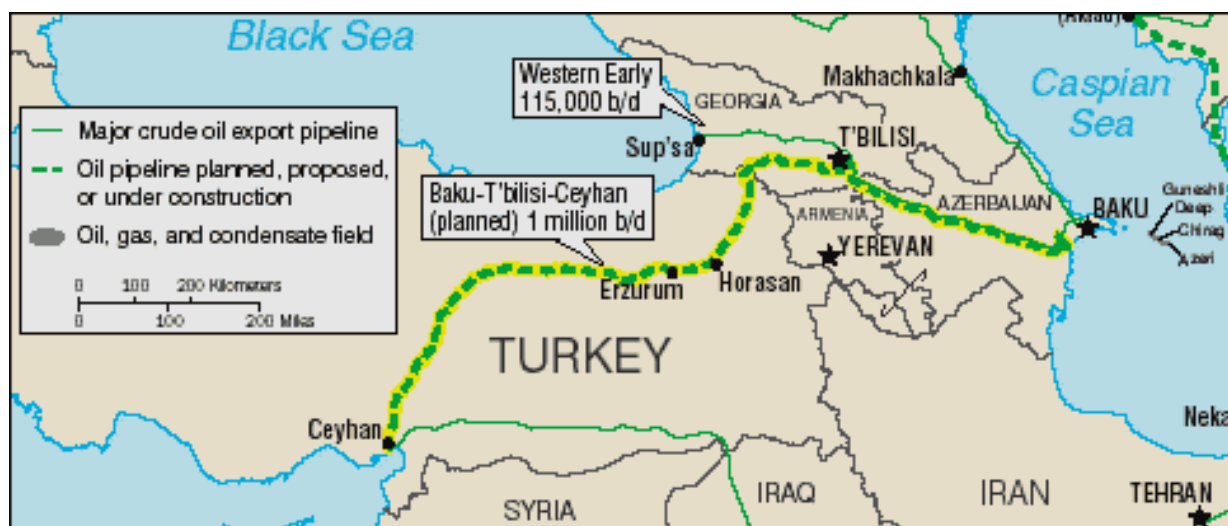 Black Sea
(Aktau)
Caspian
Sea
Western Early
115,000 b/d
Makhachkala
GEORGIA
Major crude oil export pipeline
Oil pipeline planned, proposed,
or under construction
Oil, gas, and condensate field
0 100 200 Kilometers
0 100 200 Miles
Sup'sa
T'BILISI
Baku-T'bilisi-Ceyhan
(planned) 1 million b/d
AZERBAIJAN
ARMENIA
BAKU
Guneshli
Deep
Chirag
Azeri
YEREVAN
Erzurum
Horasan
TURKEY
Ceyhan
Neka
SYRIA
IRAQ
IRAN
TEHRAN